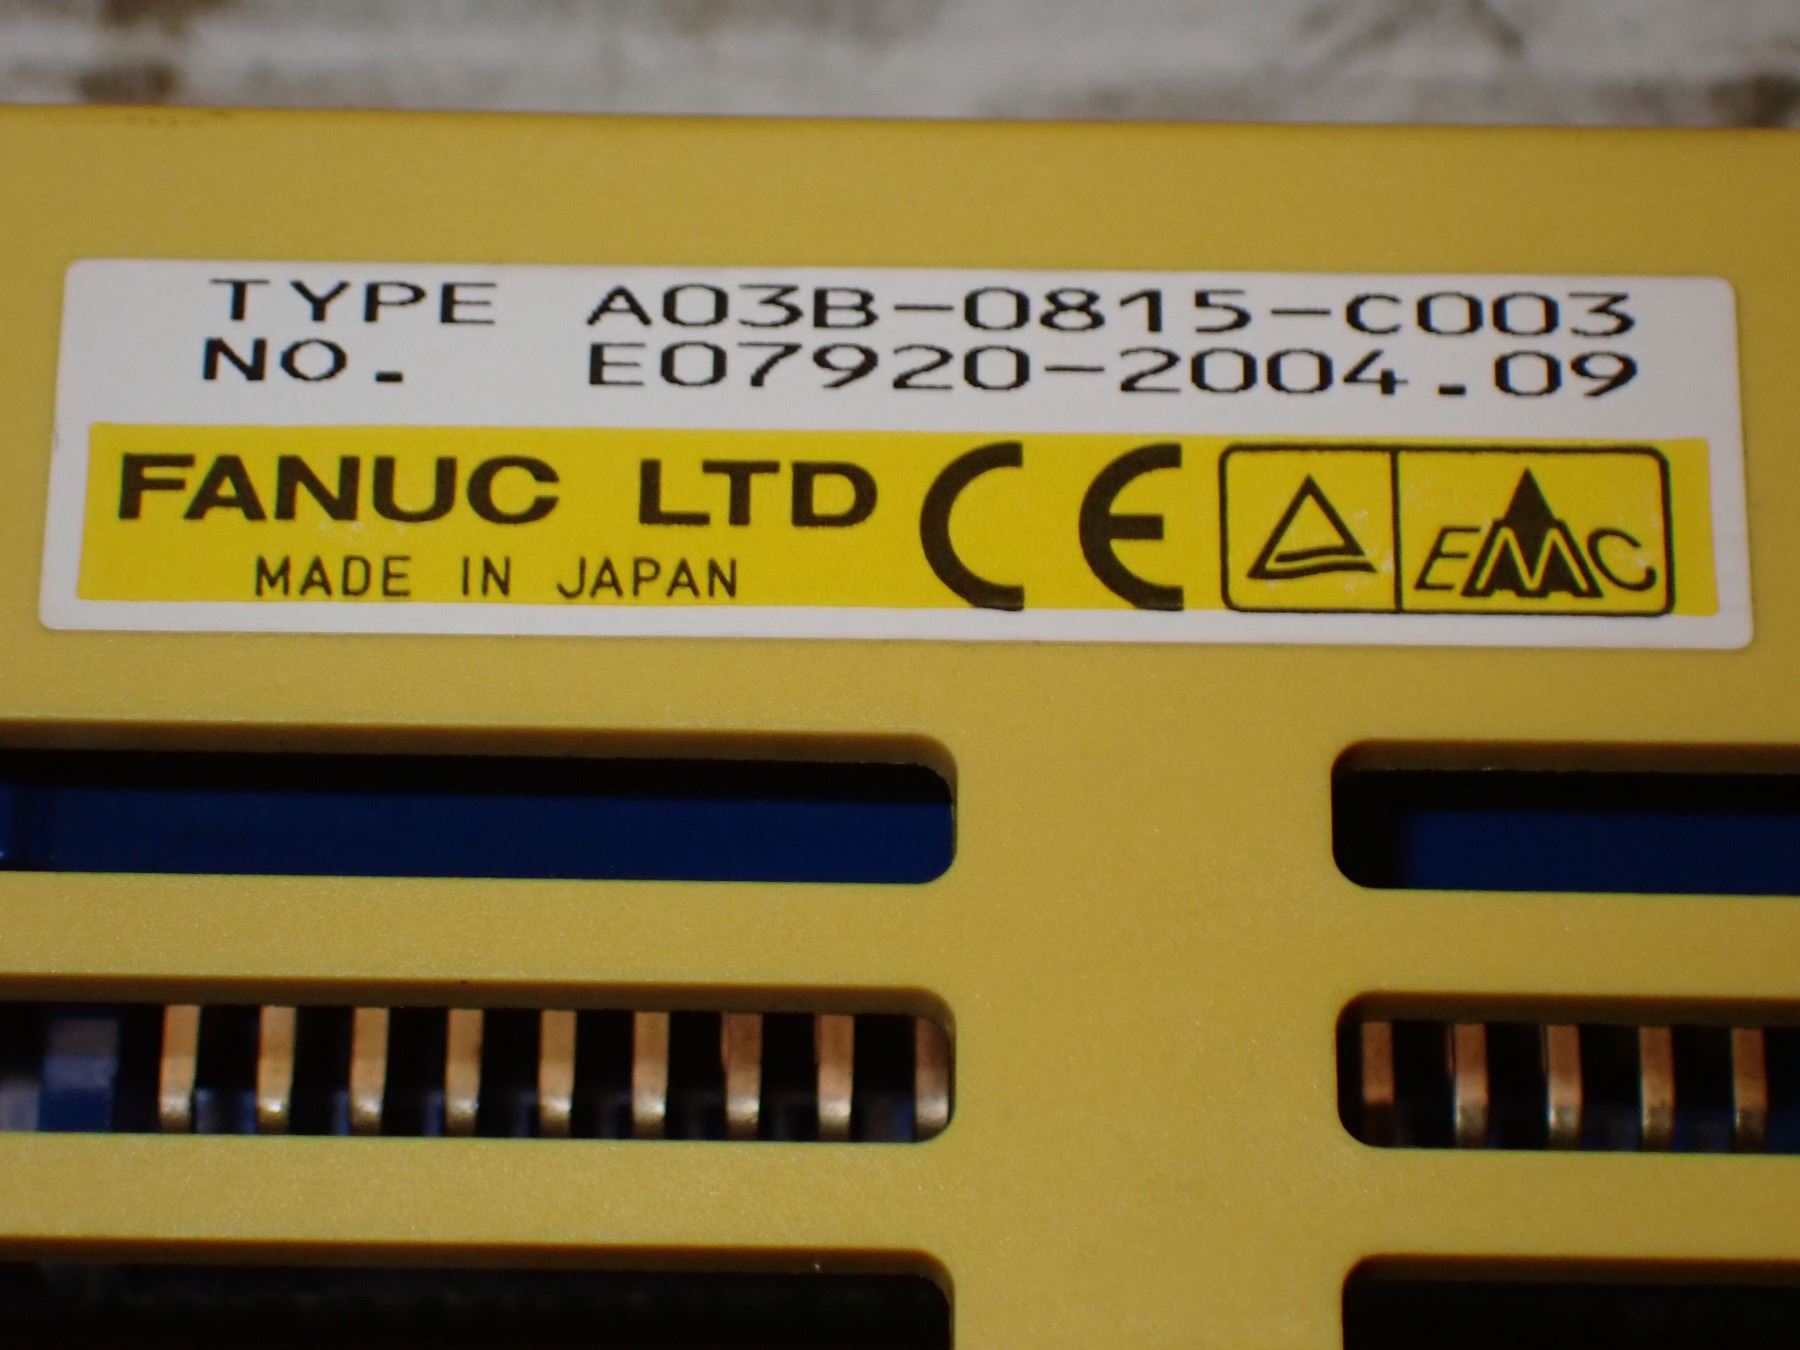 TYPE A03B-0815-C003
NO. E07920-2004.09
FANUC LTD CE EMC
MADE IN JAPAN